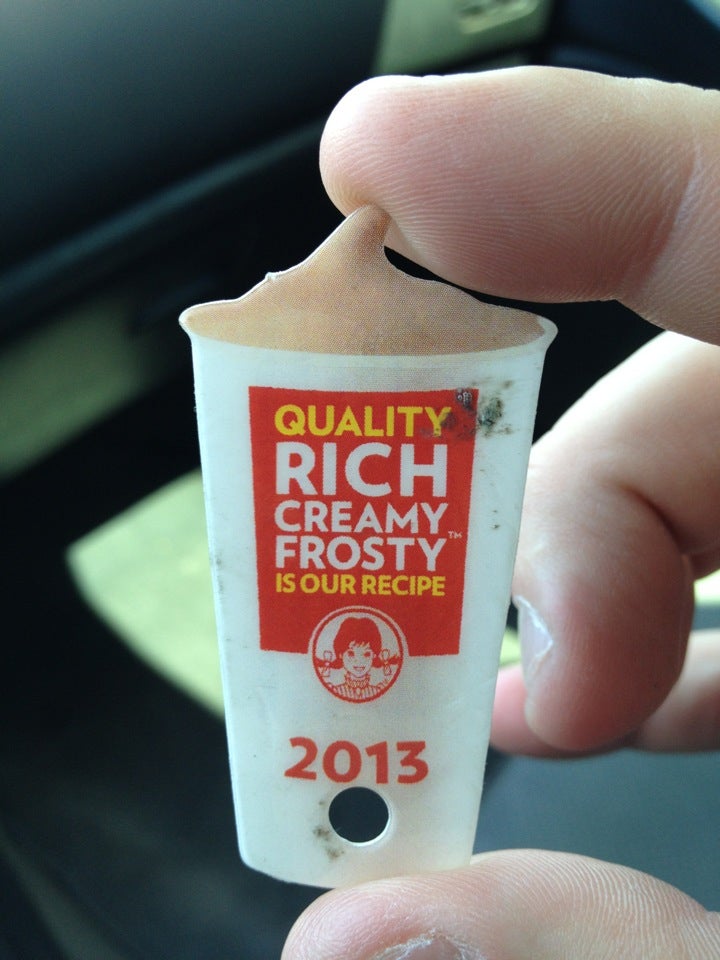 QUALITY
RICH
CREAMY
FROSTY™
IS OUR RECIPE
2013